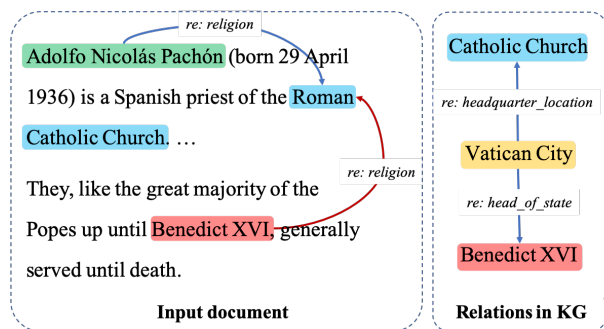 re: religion
Adolfo Nicolás Pachón (born 29 April
1936) is a Spanish priest of the Roman
Catholic Church. …
re: religion
They, like the great majority of the
Popes up until Benedict XVI, generally
served until death.
Input document
Catholic Church
re: headquarter_location
Vatican City
re: head_of_state
Benedict XVI
Relations in KG